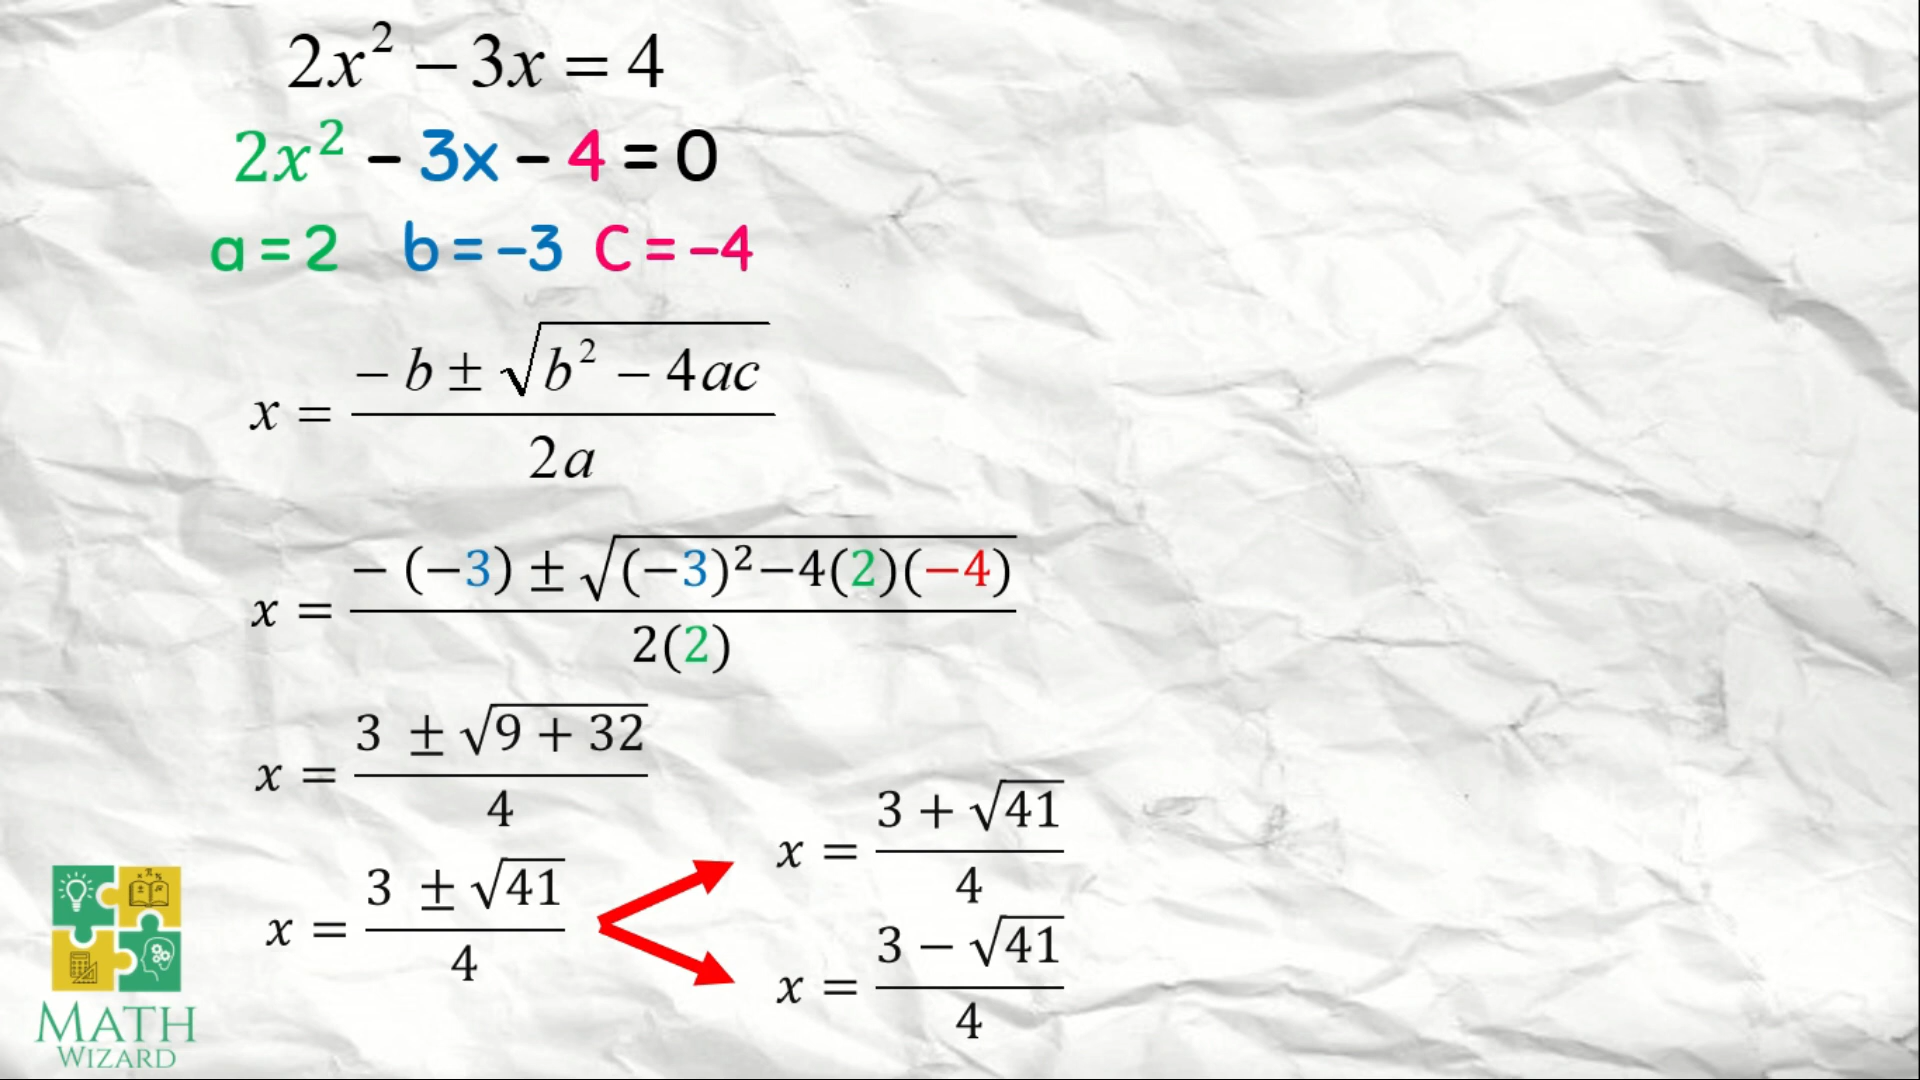 2x² − 3x = 4
2x² - 3x - 4 = 0
a = 2 b = -3 C = -4
x = (− b ± √(b² − 4ac)) / 2a
x = (− (−3) ± √((−3)²−4(2)(−4))) / 2(2)
x = (3 ± √(9 + 32)) / 4
x = (3 ± √41) / 4
x = (3 + √41) / 4
x = (3 − √41) / 4
MATH
WIZARD